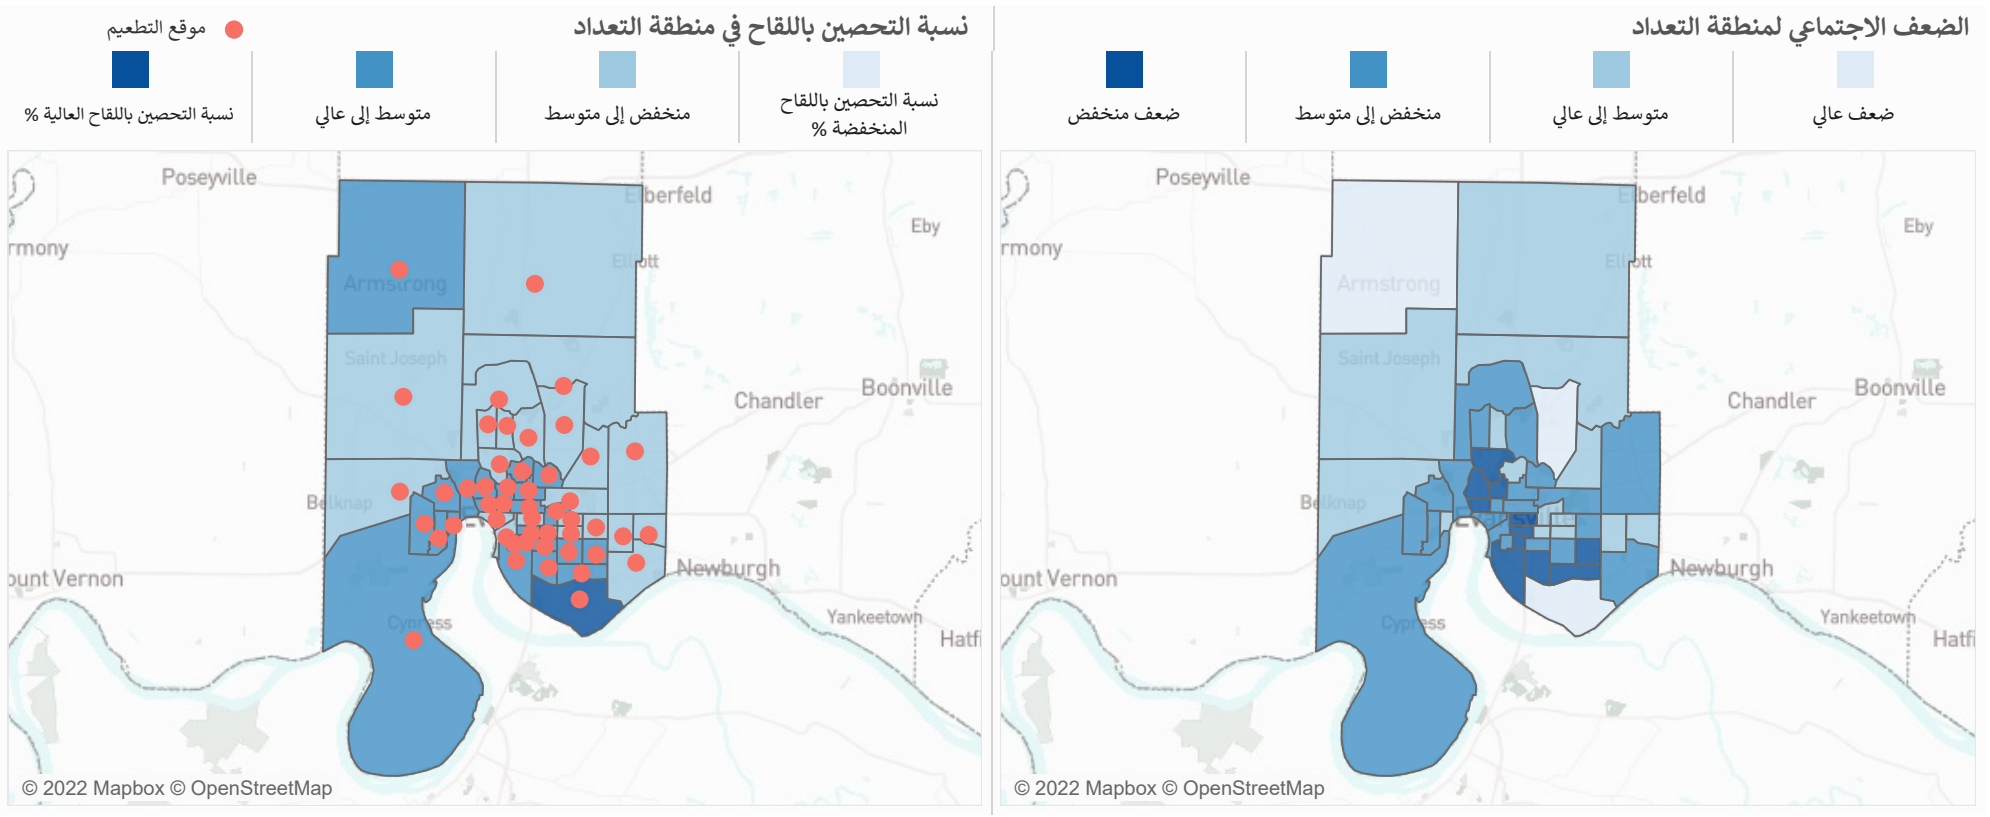 الضعف الاجتماعي لمنطقة التعداد
ضعف عالي
متوسط إلى عالي
منخفض إلى متوسط
ضعف منخفض
نسبة التحصين باللقاح في منطقة التعداد
موقع التطعيم
نسبة التحصين باللقاح
المنخفضة %
منخفض إلى متوسط
متوسط إلى عالي
نسبة التحصين باللقاح العالية %
Poseyville
Elberfeld
Eby
rmony
Elliott
Armstrong
Saint Joseph
Boonville
Chandler
Belknap
Evansville
ount Vernon
Newburgh
Cypress
Yankeetown
Hatfi
© 2022 Mapbox © OpenStreetMap
Poseyville
Elberfeld
Eby
rmony
Elliott
Armstrong
Saint Joseph
Boonville
Chandler
Belknap
ount Vernon
Newburgh
Cypress
Yankeetown
Hatfi
© 2022 Mapbox © OpenStreetMap